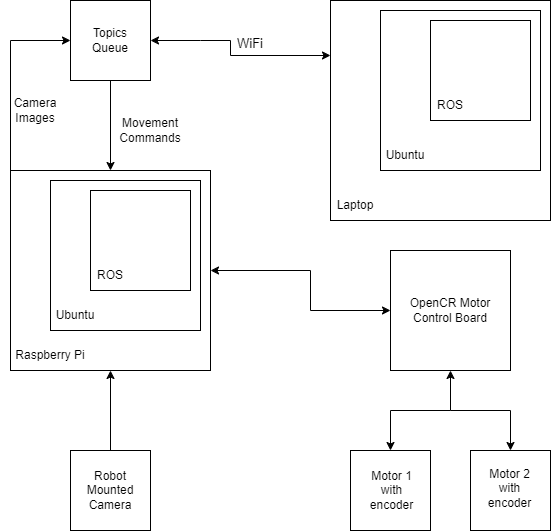 Topics
Queue
WiFi
Camera
Images
Movement
Commands
ROS
Ubuntu
Laptop
ROS
Ubuntu
Raspberry Pi
OpenCR Motor
Control Board
Robot
Mounted
Camera
Motor 1
with
encoder
Motor 2
with
encoder